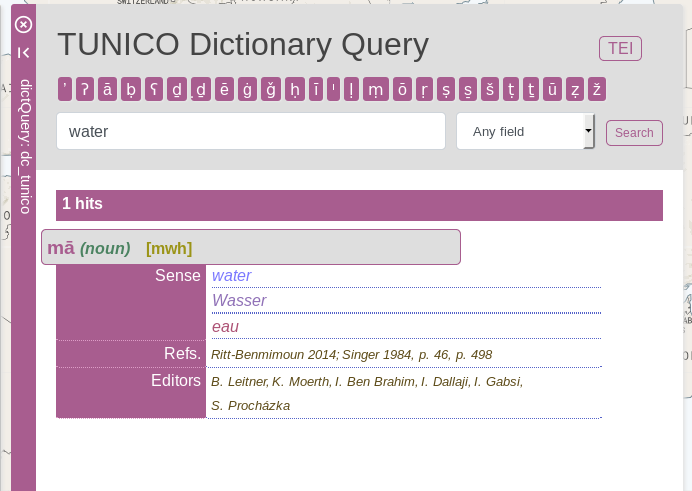 SWITZERLAND
TUNICO Dictionary Query
TEI
’ ʔ ā ḅ ʕ ḏ ḏ̣ ē ġ ǧ ḥ ī ˡ ḷ ṃ ō ṛ ṣ s̱ š ṭ ṯ ū ẓ ž
water
Any field
Search
dictQuery: dc_tunico
1 hits
mā (noun) [mwh]
Sense
water
Wasser
eau
Refs.
Ritt-Benmimoun 2014; Singer 1984, p. 46, p. 498
Editors
B. Leitner, K. Moerth, I. Ben Brahim, I. Dallaji, I. Gabsi,
S. Procházka